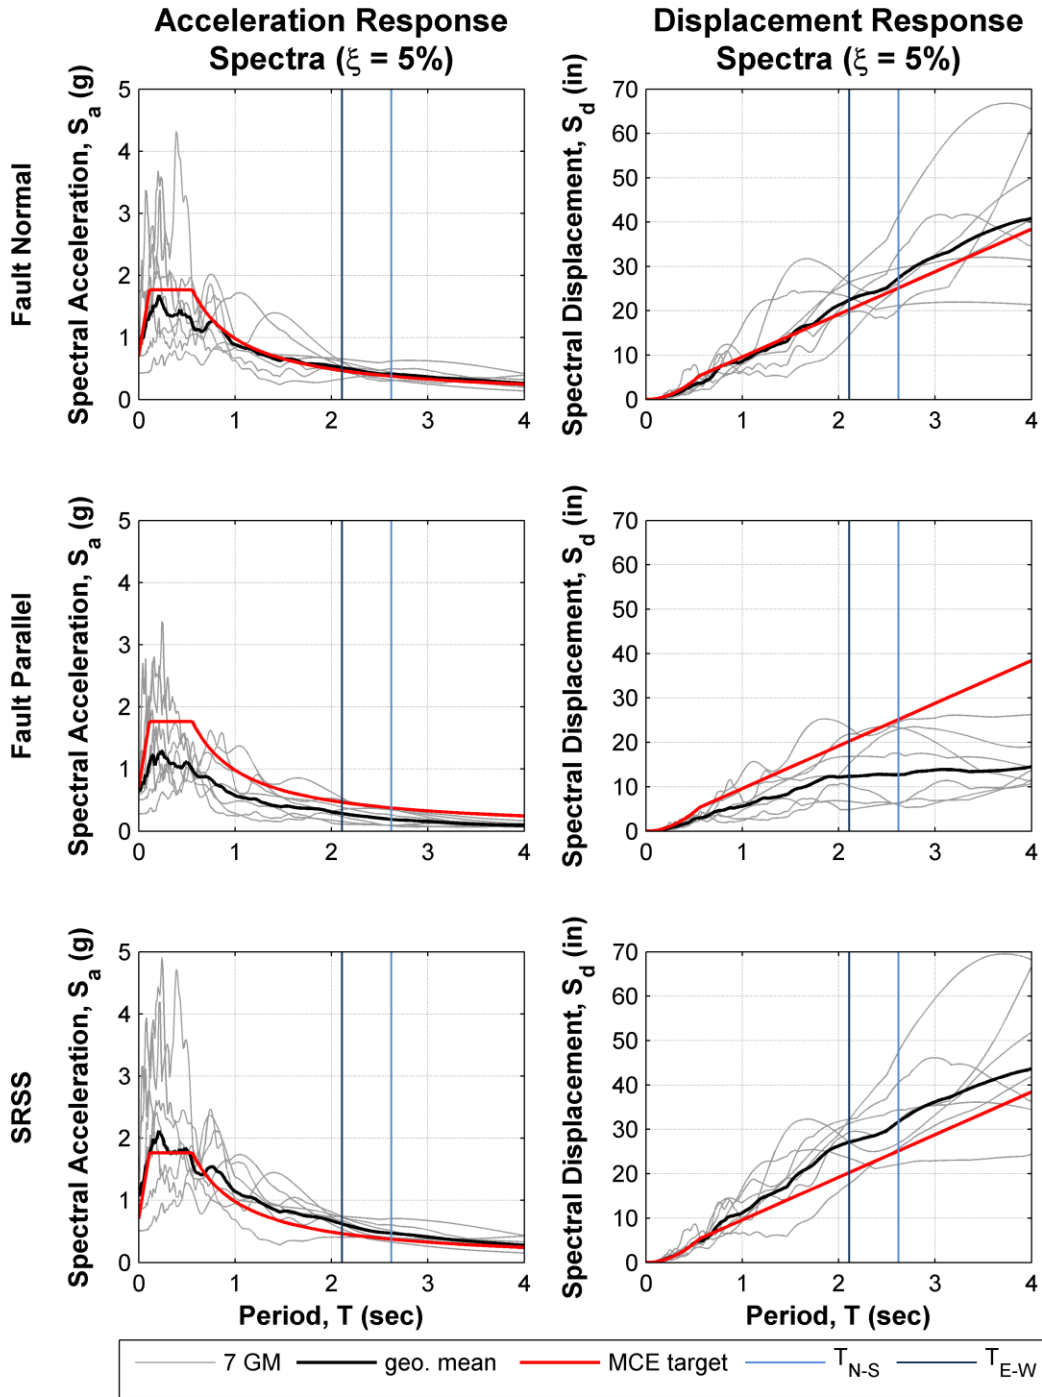 Acceleration Response
Spectra (ξ = 5%)
Displacement Response
Spectra (ξ = 5%)
Fault Normal
Spectral Acceleration, Sa (g)
5
4
3
2
1
0
0 1 2 3 4
Spectral Displacement, Sd (in)
70
60
50
40
30
20
10
0
0 1 2 3 4
Fault Parallel
Spectral Acceleration, Sa (g)
5
4
3
2
1
0
0 1 2 3 4
Spectral Displacement, Sd (in)
70
60
50
40
30
20
10
0
0 1 2 3 4
SRSS
Spectral Acceleration, Sa (g)
5
4
3
2
1
0
0 1 2 3 4
Period, T (sec)
Spectral Displacement, Sd (in)
70
60
50
40
30
20
10
0
0 1 2 3 4
Period, T (sec)
7 GM geo. mean MCE target TN-S TE-W